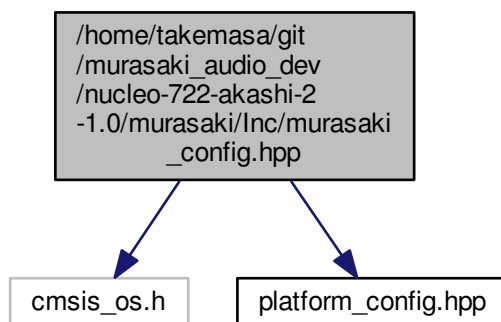 /home/takemasa/git
/murasaki_audio_dev
/nucleo-722-akashi-2
-1.0/murasaki/Inc/murasaki
_config.hpp
cmsis_os.h
platform_config.hpp